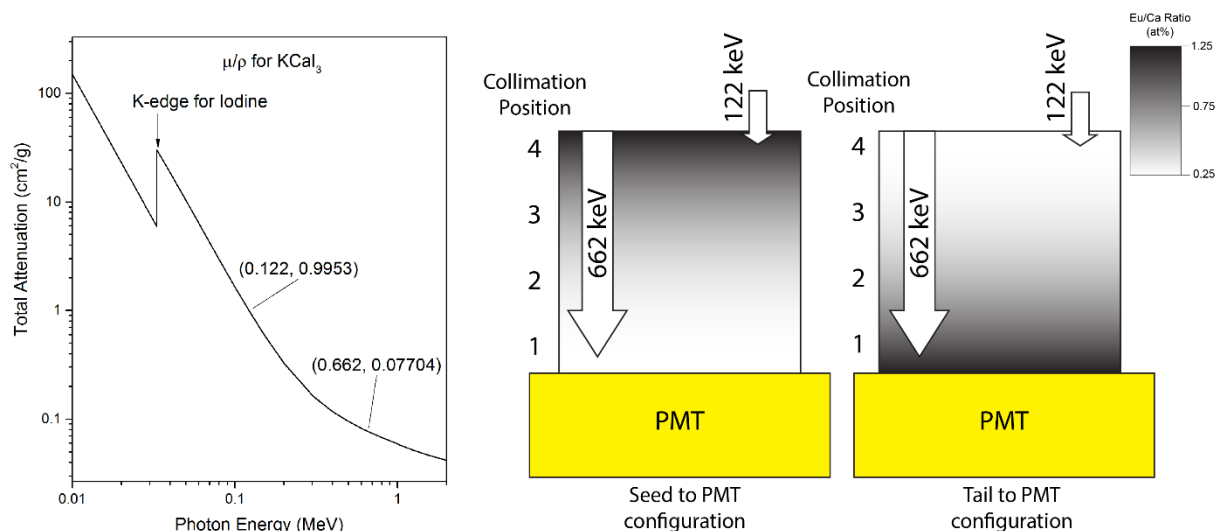 μ/ρ for KCaI₃
K-edge for Iodine
(0.122, 0.9953)
(0.662, 0.07704)
Total Attenuation (cm²/g)
100
10
1
0.1
0.01
0.1
1
Photon Energy (MeV)
Collimation
Position
4
3
2
1
662 keV
122 keV
PMT
Seed to PMT
configuration
4
3
2
1
662 keV
122 keV
PMT
Tail to PMT
configuration
Eu/Ca Ratio
(at%)
1.25
0.75
0.25